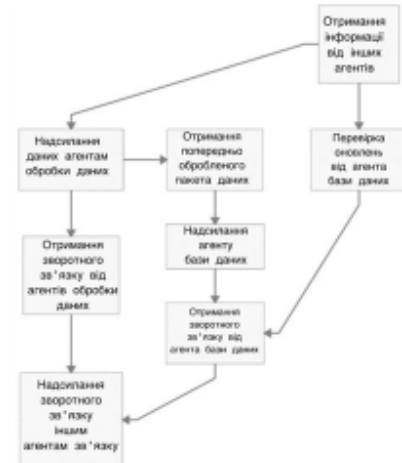 Отримання
інформації
від інших
агентів
Надсилання
даних агентам
обробки даних
Отримання
попередньо
обробленого
пакета даних
Перевірка
оновлень
від агента
бази даних
Надсилання
агенту
бази даних
Отримання
зворотного
зв'язку від
агентів обробки
даних
Отримання
зворотного
зв'язку від
агента бази даних
Надсилання
зворотного
зв'язку
іншим
агентам зв'язку